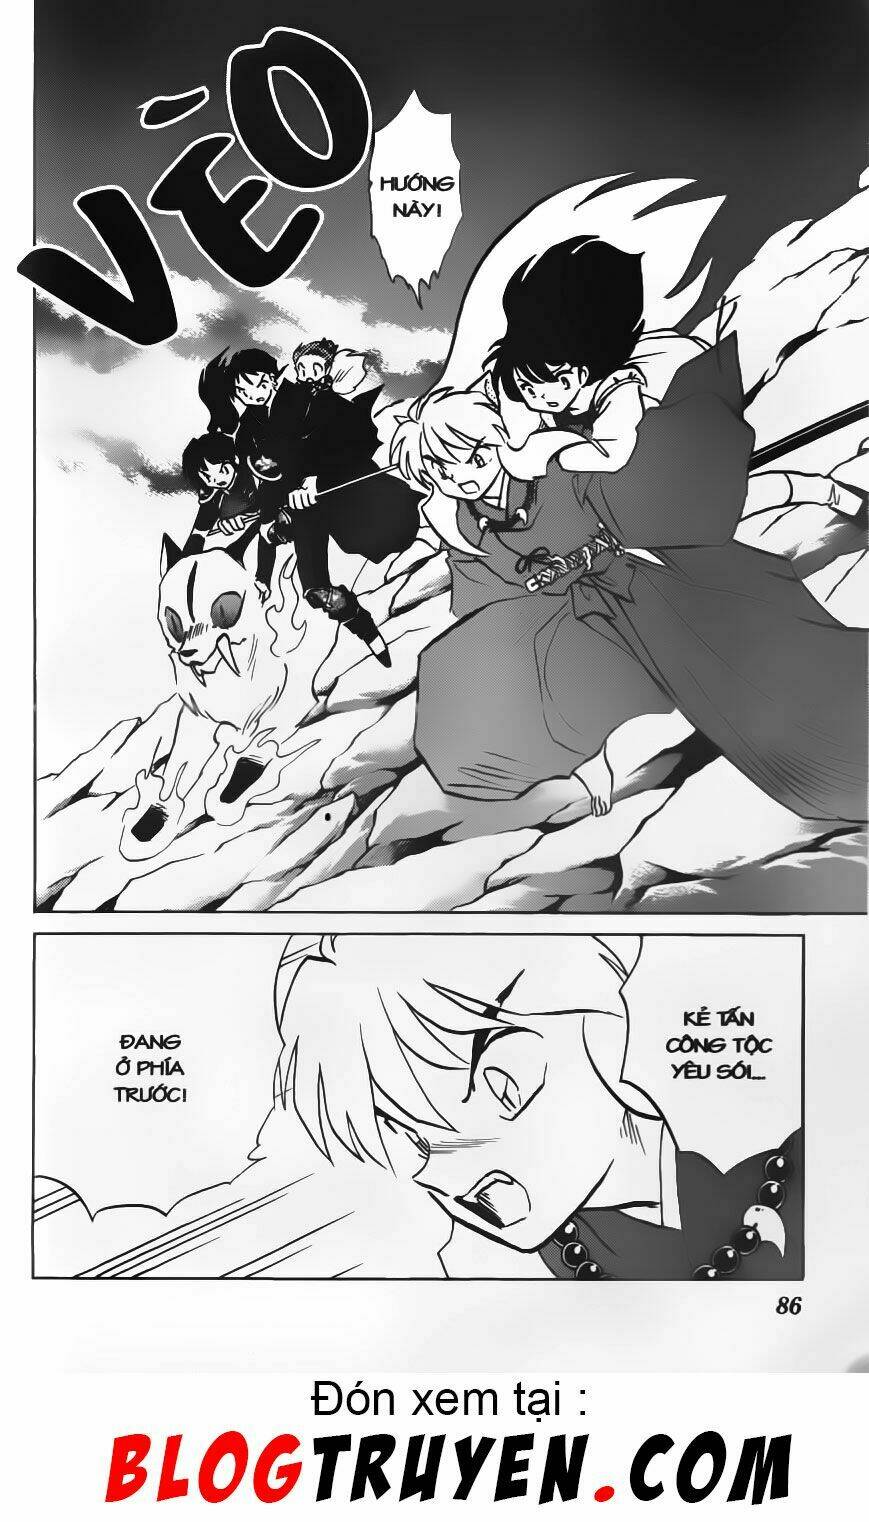 VÈO
HƯỚNG
NÀY!
KẺ TẤN
CÔNG TỘC
YÊU SÓI...
ĐANG
Ở PHÍA
TRƯỚC!
86
Đón xem tại :
BLOGTRUYEN.COM